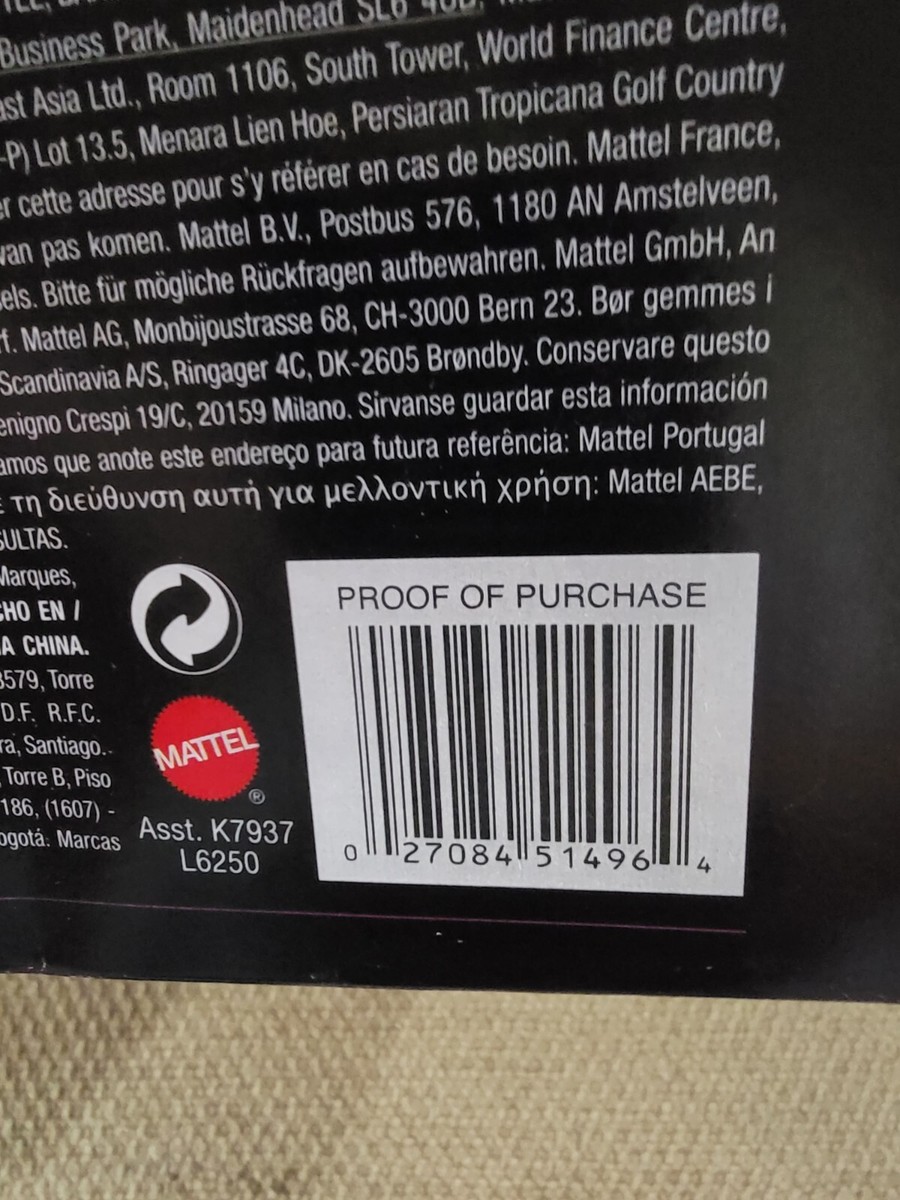 Business Park, Maidenhead SL6
Asia Ltd., Room 1106, South Tower, World Finance Centre,
-P) Lot 13.5, Menara Lien Hoe, Persiaran Tropicana Golf Country
r cette adresse pour s'y référer en cas de besoin. Mattel France,
van pas komen. Mattel B.V., Postbus 576, 1180 AN Amstelveen,
els. Bitte für mögliche Rückfragen aufbewahren. Mattel GmbH, An
f. Mattel AG, Monbijoustrasse 68, CH-3000 Bern 23. Bør gemmes i
Scandinavia A/S, Ringager 4C, DK-2605 Brøndby. Conservare questo
enigno Crespi 19/C, 20159 Milano. Sirvanse guardar esta información
amos que anote este endereço para futura referência: Mattel Portugal
τη διεύθυνση αυτή για μελλοντική χρήση: Mattel AEBE,
SULTAS.
Marques,
CHO EN /
A CHINA.
3579, Torre
D.F. R.F.C.
ra, Santiago.-
Torre B, Piso
186, (1607) -
ogotá. Marcas
MATTEL
®
Asst. K7937
L6250
PROOF OF PURCHASE
0 27084 51496 4